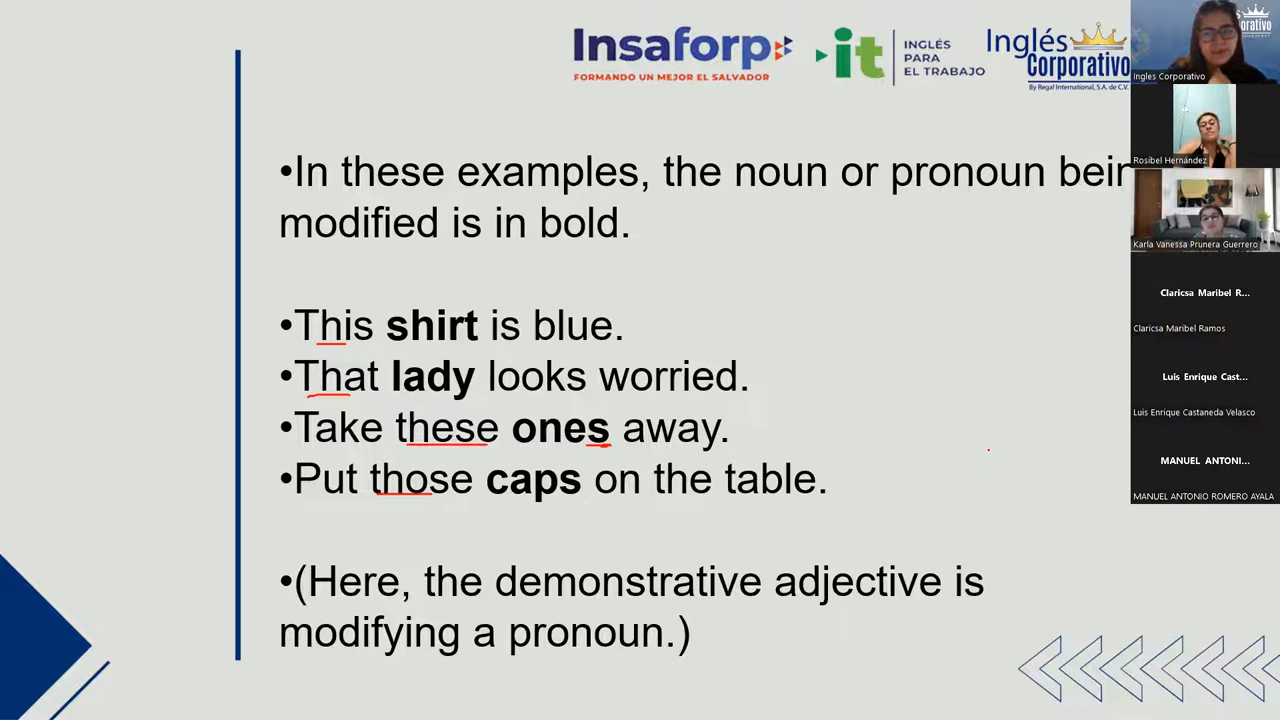 Insaforp
FORMANDO UN MEJOR EL SALVADOR
it
INGLÉS
PARA
EL TRABAJO
Inglés
Corporativo
By Regal International, S.A. de C.V.
•In these examples, the noun or pronoun bein
modified is in bold.
•This shirt is blue.
•That lady looks worried.
•Take these ones away.
•Put those caps on the table.
•(Here, the demonstrative adjective is
modifying a pronoun.)
Ingles Corporativo
Rosibel Hernández
Karla Vanessa Prunera Guerrero
Claricsa Maribel R...
Claricsa Maribel Ramos
Luis Enrique Cast...
Luis Enrique Castaneda Velasco
MANUEL ANTONI...
MANUEL ANTONIO ROMERO AYALA